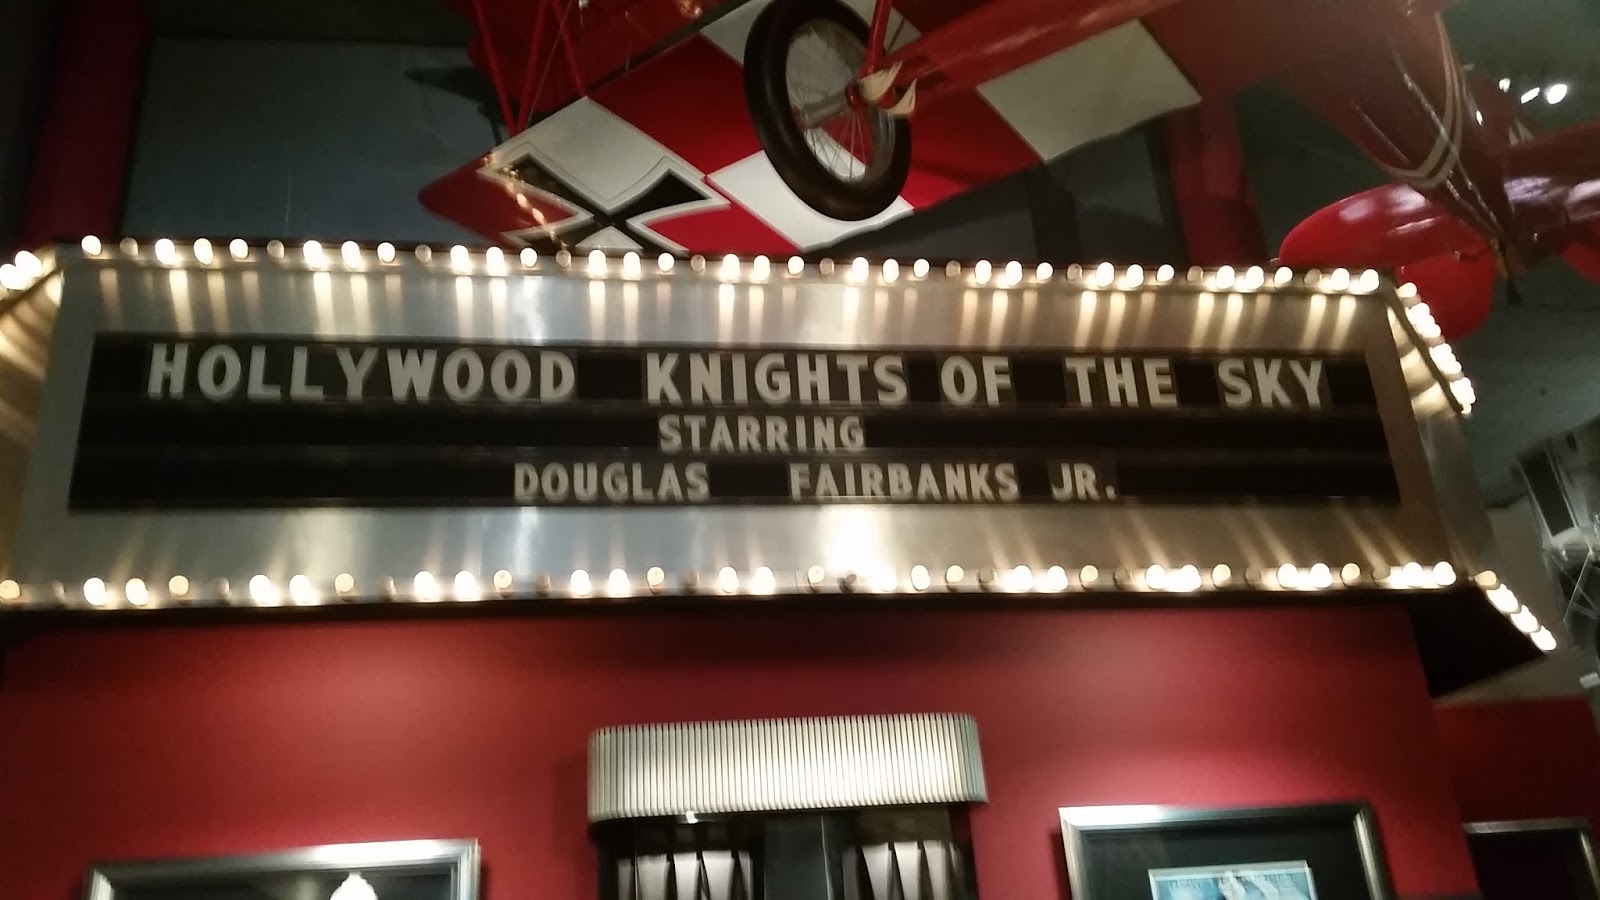 HOLLYWOOD KNIGHTS OF THE SKY
STARRING
DOUGLAS FAIRBANKS JR.